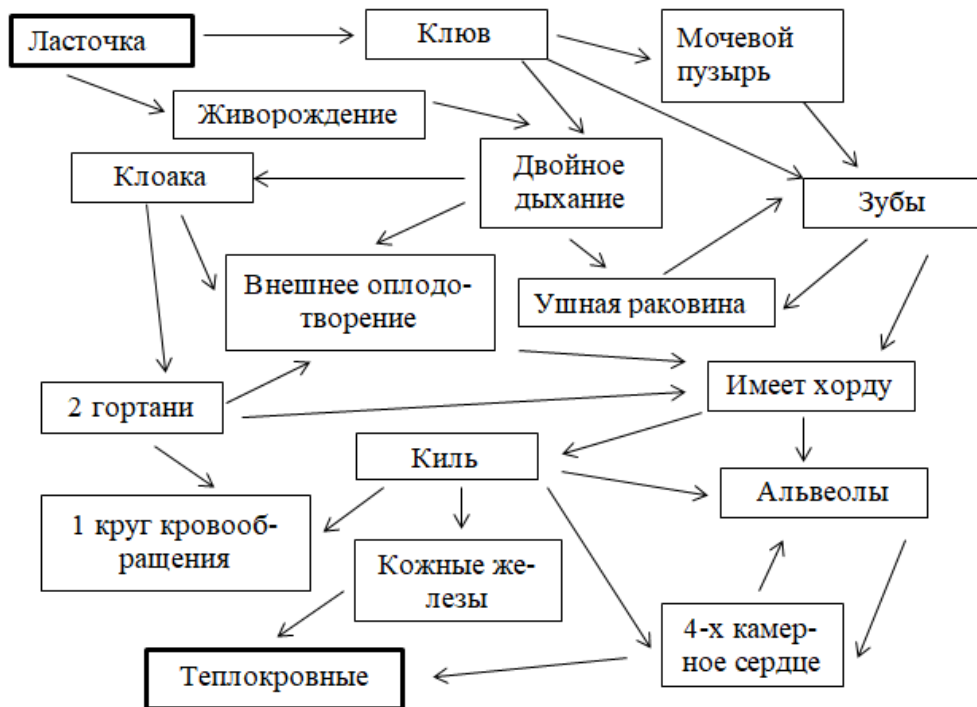 Ласточка
Клюв
Мочевой
пузырь
Живорождение
Клоака
Двойное
дыхание
Зубы
Внешнее оплодо-
творение
Ушная раковина
2 гортани
Имеет хорду
Киль
Альвеолы
1 круг кровооб-
ращения
Кожные же-
лезы
4-х камер-
ное сердце
Теплокровные